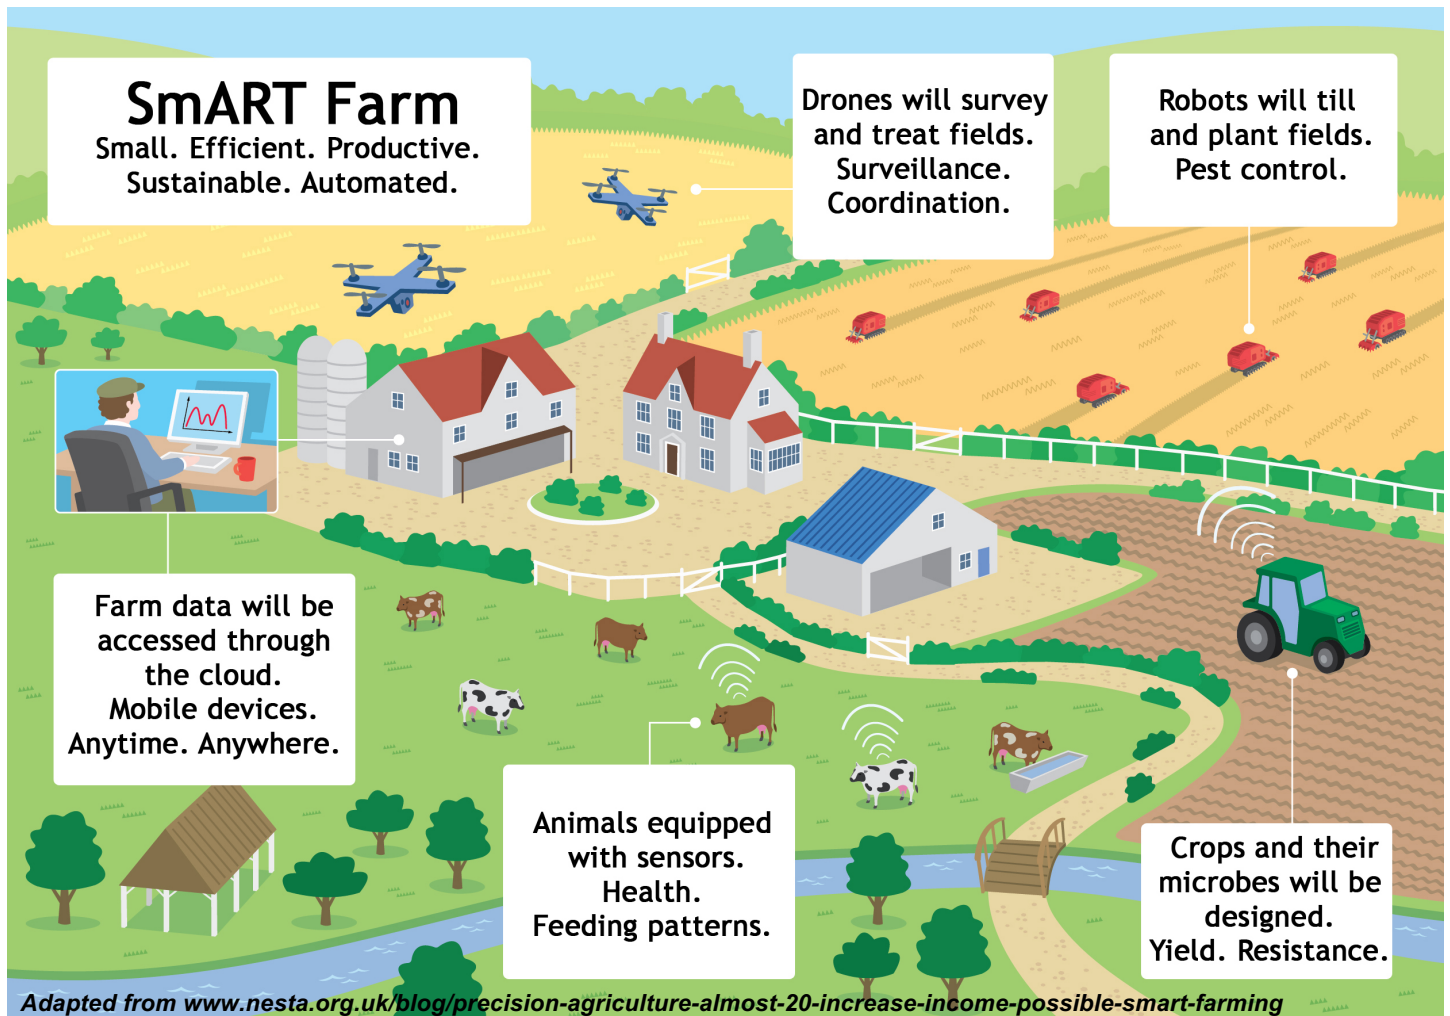 SmART Farm
Small. Efficient. Productive.
Sustainable. Automated.
Drones will survey
and treat fields.
Surveillance.
Coordination.
Robots will till
and plant fields.
Pest control.
Farm data will be
accessed through
the cloud.
Mobile devices.
Anytime. Anywhere.
Animals equipped
with sensors.
Health.
Feeding patterns.
Crops and their
microbes will be
designed.
Yield. Resistance.
Adapted from www.nesta.org.uk/blog/precision-agriculture-almost-20-increase-income-possible-smart-farming